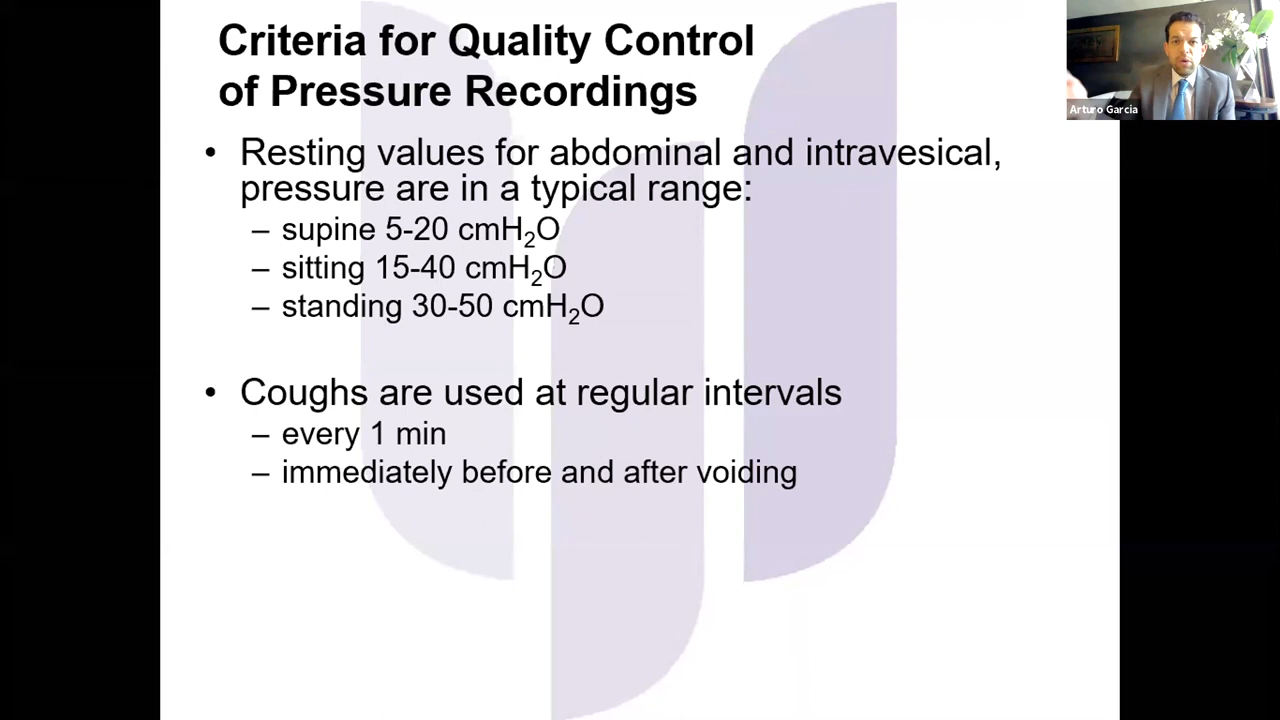 Criteria for Quality Control
of Pressure Recordings
• Resting values for abdominal and intravesical,
pressure are in a typical range:
– supine 5-20 cmH₂O
– sitting 15-40 cmH₂O
– standing 30-50 cmH₂O
• Coughs are used at regular intervals
– every 1 min
– immediately before and after voiding
Arturo Garcia